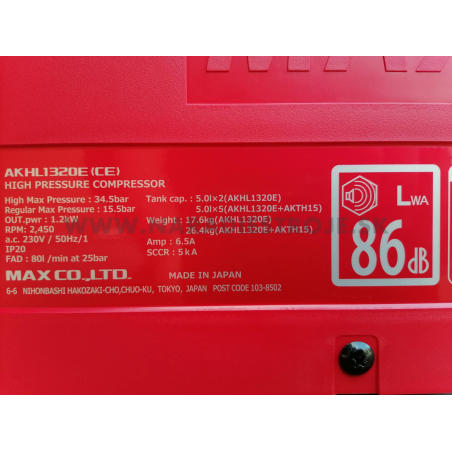 MAX
AKHL1320E (CE)
HIGH PRESSURE COMPRESSOR
High Max Pressure : 34.5bar
Regular Max Pressure : 15.5bar
OUT.pwr : 1.2kW
RPM: 2,450
a.c. 230V / 50Hz/1
IP20
FAD: 80l /min at 25bar
Tank cap. : 5.0l×2(AKHL1320E)
5.0l×5(AKHL1320E+AKTH15)
Weight : 17.6kg(AKHL1320E)
26.4kg(AKHL1320E+AKTH15)
Amp : 6.5A
SCCR : 5kA
MAX CO.,LTD. MADE IN JAPAN
6-6 NIHONBASHI HAKOZAKI-CHO,CHUO-KU, TOKYO, JAPAN POST CODE 103-8502
LWA
86dB